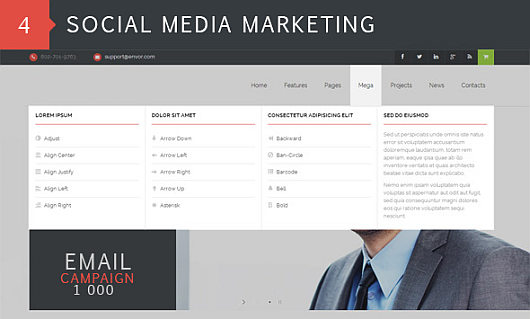 4 SOCIAL MEDIA MARKETING
support@envor.com
Home Features Pages Mega Projects News Contacts
LOREM IPSUM
Adjust
Align Center
Align Justify
Align Left
Align Right
DOLOR SIT AMET
Arrow Down
Arrow Left
Arrow Right
Arrow Up
Asterisk
CONSECTETUR ADIPISICING ELIT
Backward
Ban-Circle
Barcode
Bell
Bold
SED DO EIUSMOD
Sed ut perspiciatis unde omnis iste natus
error sit voluptatem accusantium
doloremque laudantium, totam rem
aperiam, eaque ipsa quae ab illo
inventore veritatis et quasi architecto
beatae vitae dicta sunt explicabo.
Nemo enim ipsam voluptatem quia
voluptas sit aspernatur aut odit aut fugit,
sed quia consequuntur magni dolores
eos qui ratione voluptatem sequi
nesciunt.
EMAIL
CAMPAIGN
1 000